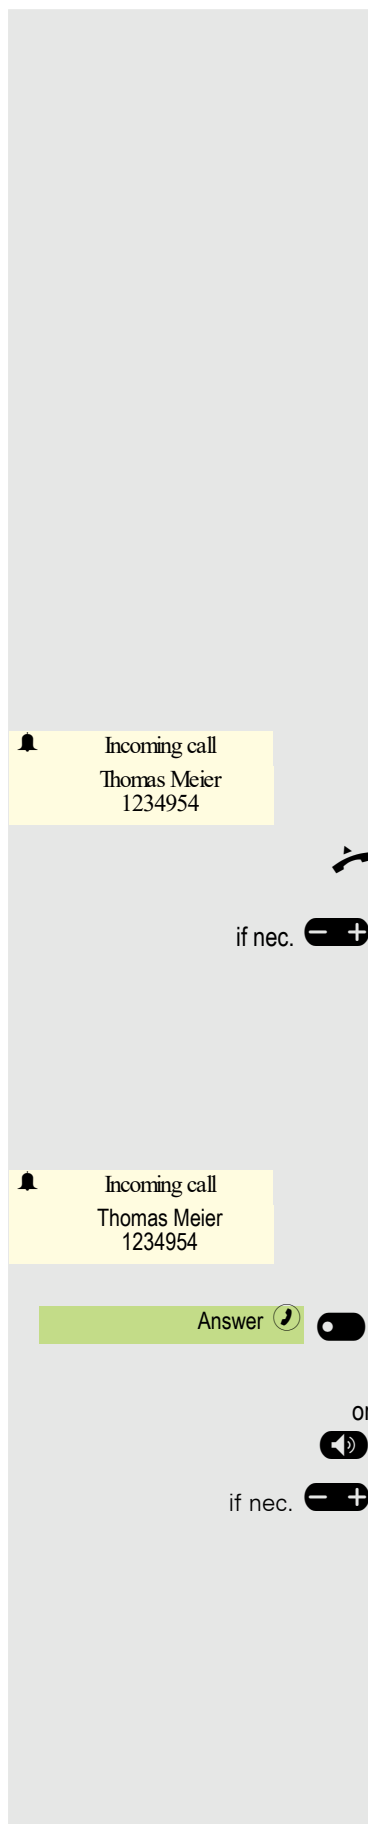 Incoming call
Thomas Meier
1234954
if nec.
Incoming call
Thomas Meier
1234954
Answer
or
if nec.